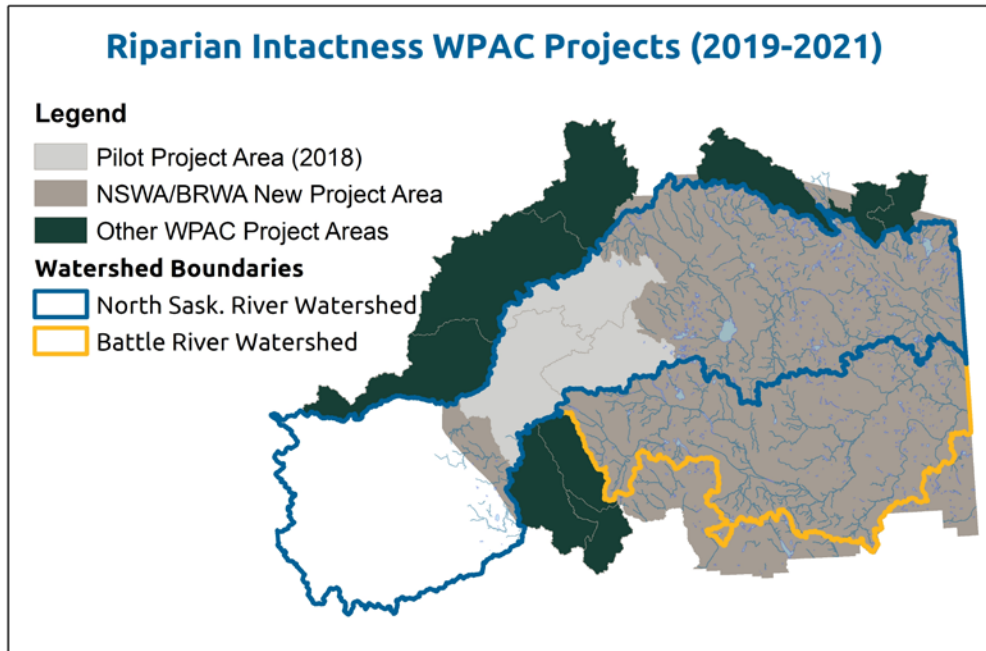 Riparian Intactness WPAC Projects (2019-2021)
Legend
Pilot Project Area (2018)
NSWA/BRWA New Project Area
Other WPAC Project Areas
Watershed Boundaries
North Sask. River Watershed
Battle River Watershed